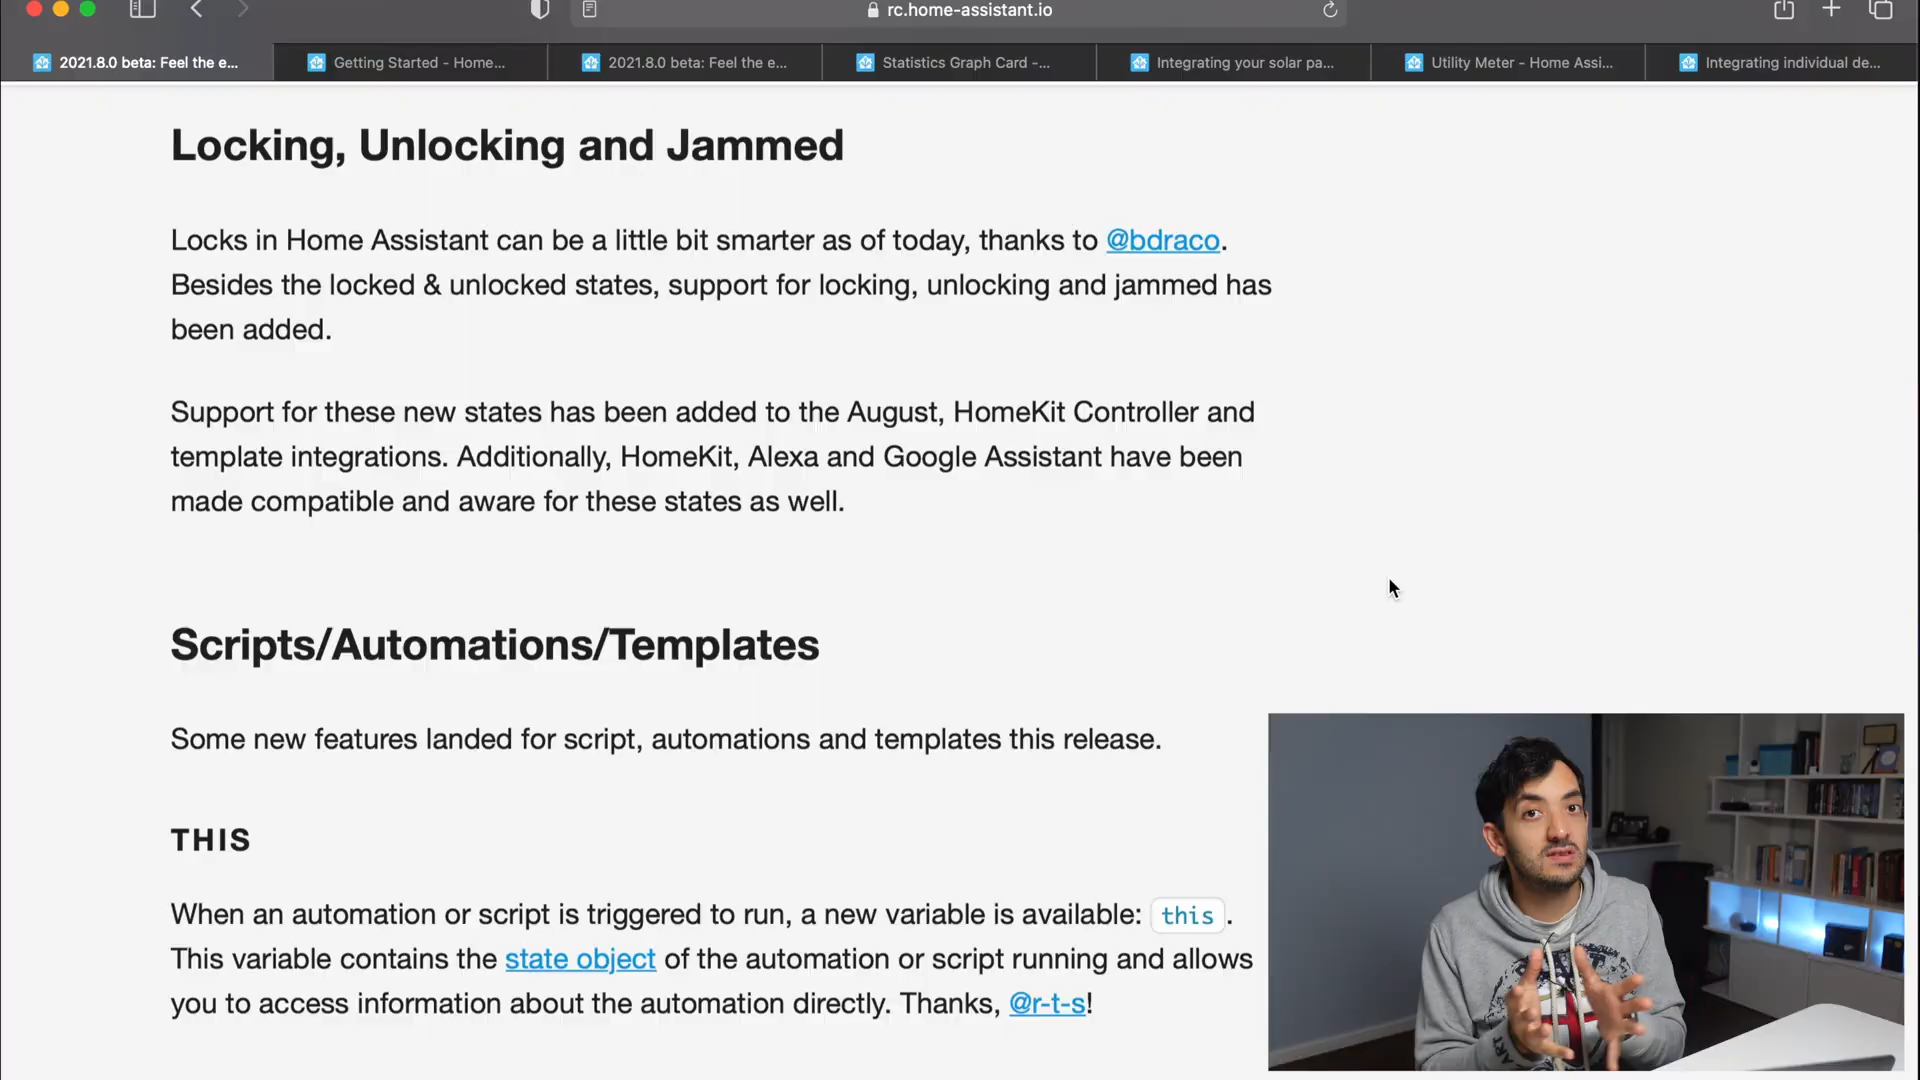 rc.home-assistant.io
2021.8.0 beta: Feel the e...
Getting Started - Home...
2021.8.0 beta: Feel the e...
Statistics Graph Card -...
Integrating your solar pa...
Utility Meter - Home Assi...
Integrating individual de...
Locking, Unlocking and Jammed
Locks in Home Assistant can be a little bit smarter as of today, thanks to @bdraco.
Besides the locked & unlocked states, support for locking, unlocking and jammed has
been added.
Support for these new states has been added to the August, HomeKit Controller and
template integrations. Additionally, HomeKit, Alexa and Google Assistant have been
made compatible and aware for these states as well.
Scripts/Automations/Templates
Some new features landed for script, automations and templates this release.
THIS
When an automation or script is triggered to run, a new variable is available: this.
This variable contains the state object of the automation or script running and allows
you to access information about the automation directly. Thanks, @r-t-s!